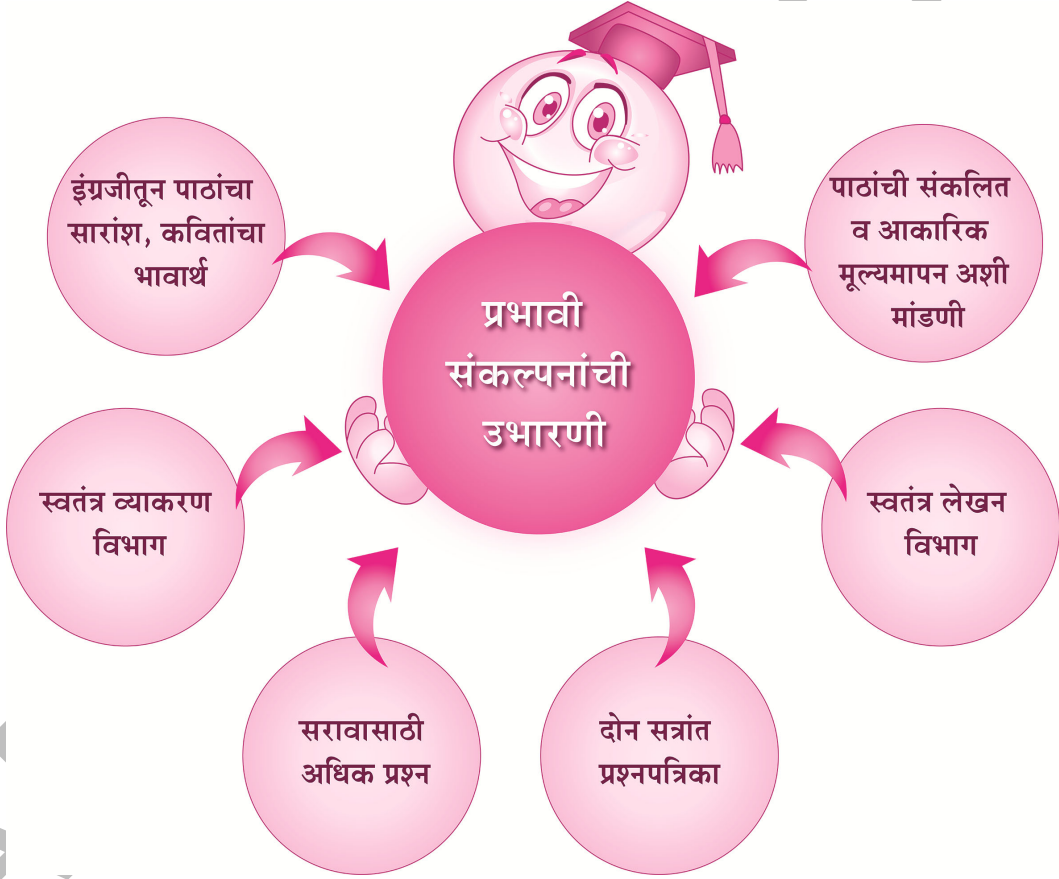 इंग्रजीतून पाठांचा
सारांश, कवितांचा
भावार्थ
पाठांची संकलित
व आकारिक
मूल्यमापन अशी
मांडणी
प्रभावी
संकल्पनांची
उभारणी
स्वतंत्र व्याकरण
विभाग
स्वतंत्र लेखन
विभाग
सरावासाठी
अधिक प्रश्न
दोन सत्रांत
प्रश्नपत्रिका